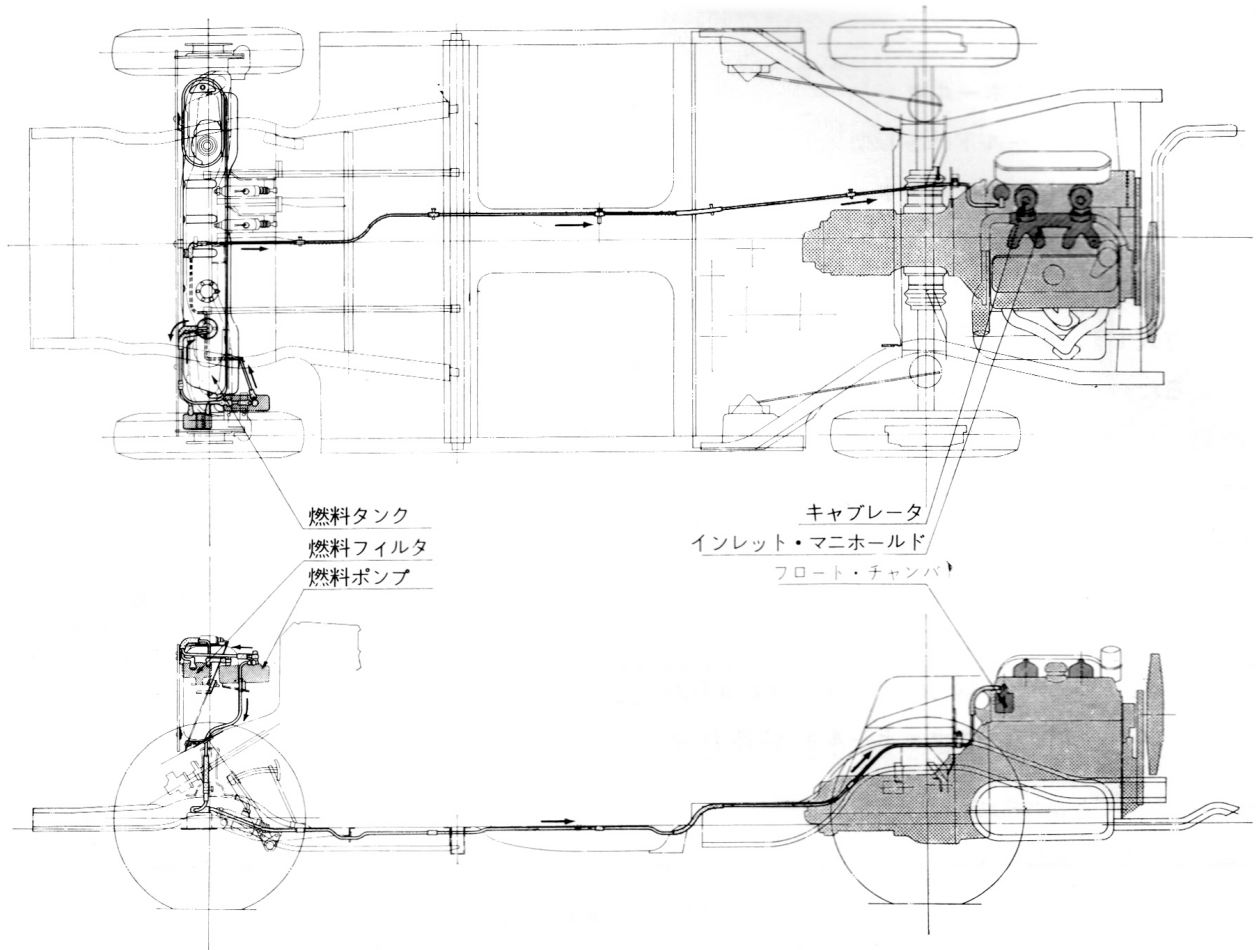 燃料タンク
燃料フィルタ
燃料ポンプ
キャブレータ
インレット・マニホールド
フロート・チャンバ